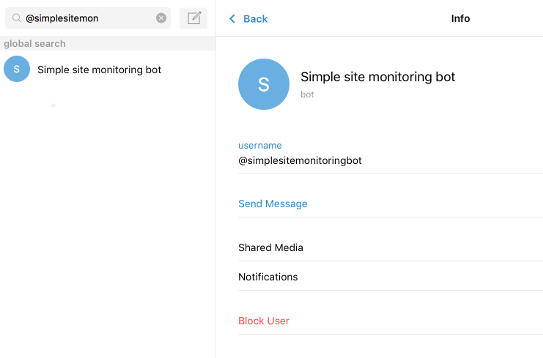 @simplesitemon
global search
S
Simple site monitoring bot
Back
Info
S
Simple site monitoring bot
bot
username
@simplesitemonitoringbot
Send Message
Shared Media
Notifications
Block User